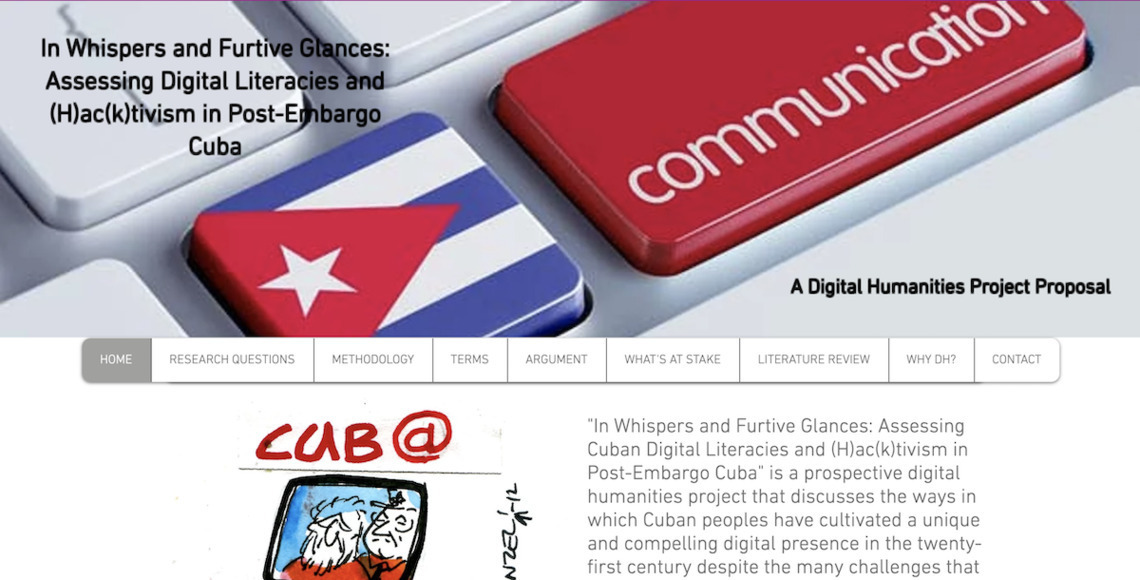 In Whispers and Furtive Glances:
Assessing Digital Literacies and
(H)ac(k)tivism in Post-Embargo
Cuba
communication
A Digital Humanities Project Proposal
HOME
RESEARCH QUESTIONS
METHODOLOGY
TERMS
ARGUMENT
WHAT'S AT STAKE
LITERATURE REVIEW
WHY DH?
CONTACT
CUB@
"In Whispers and Furtive Glances: Assessing
Cuban Digital Literacies and (H)ac(k)tivism in
Post-Embargo Cuba" is a prospective digital
humanities project that discusses the ways in
which Cuban peoples have cultivated a unique
and compelling digital presence in the twenty-
first century despite the many challenges that